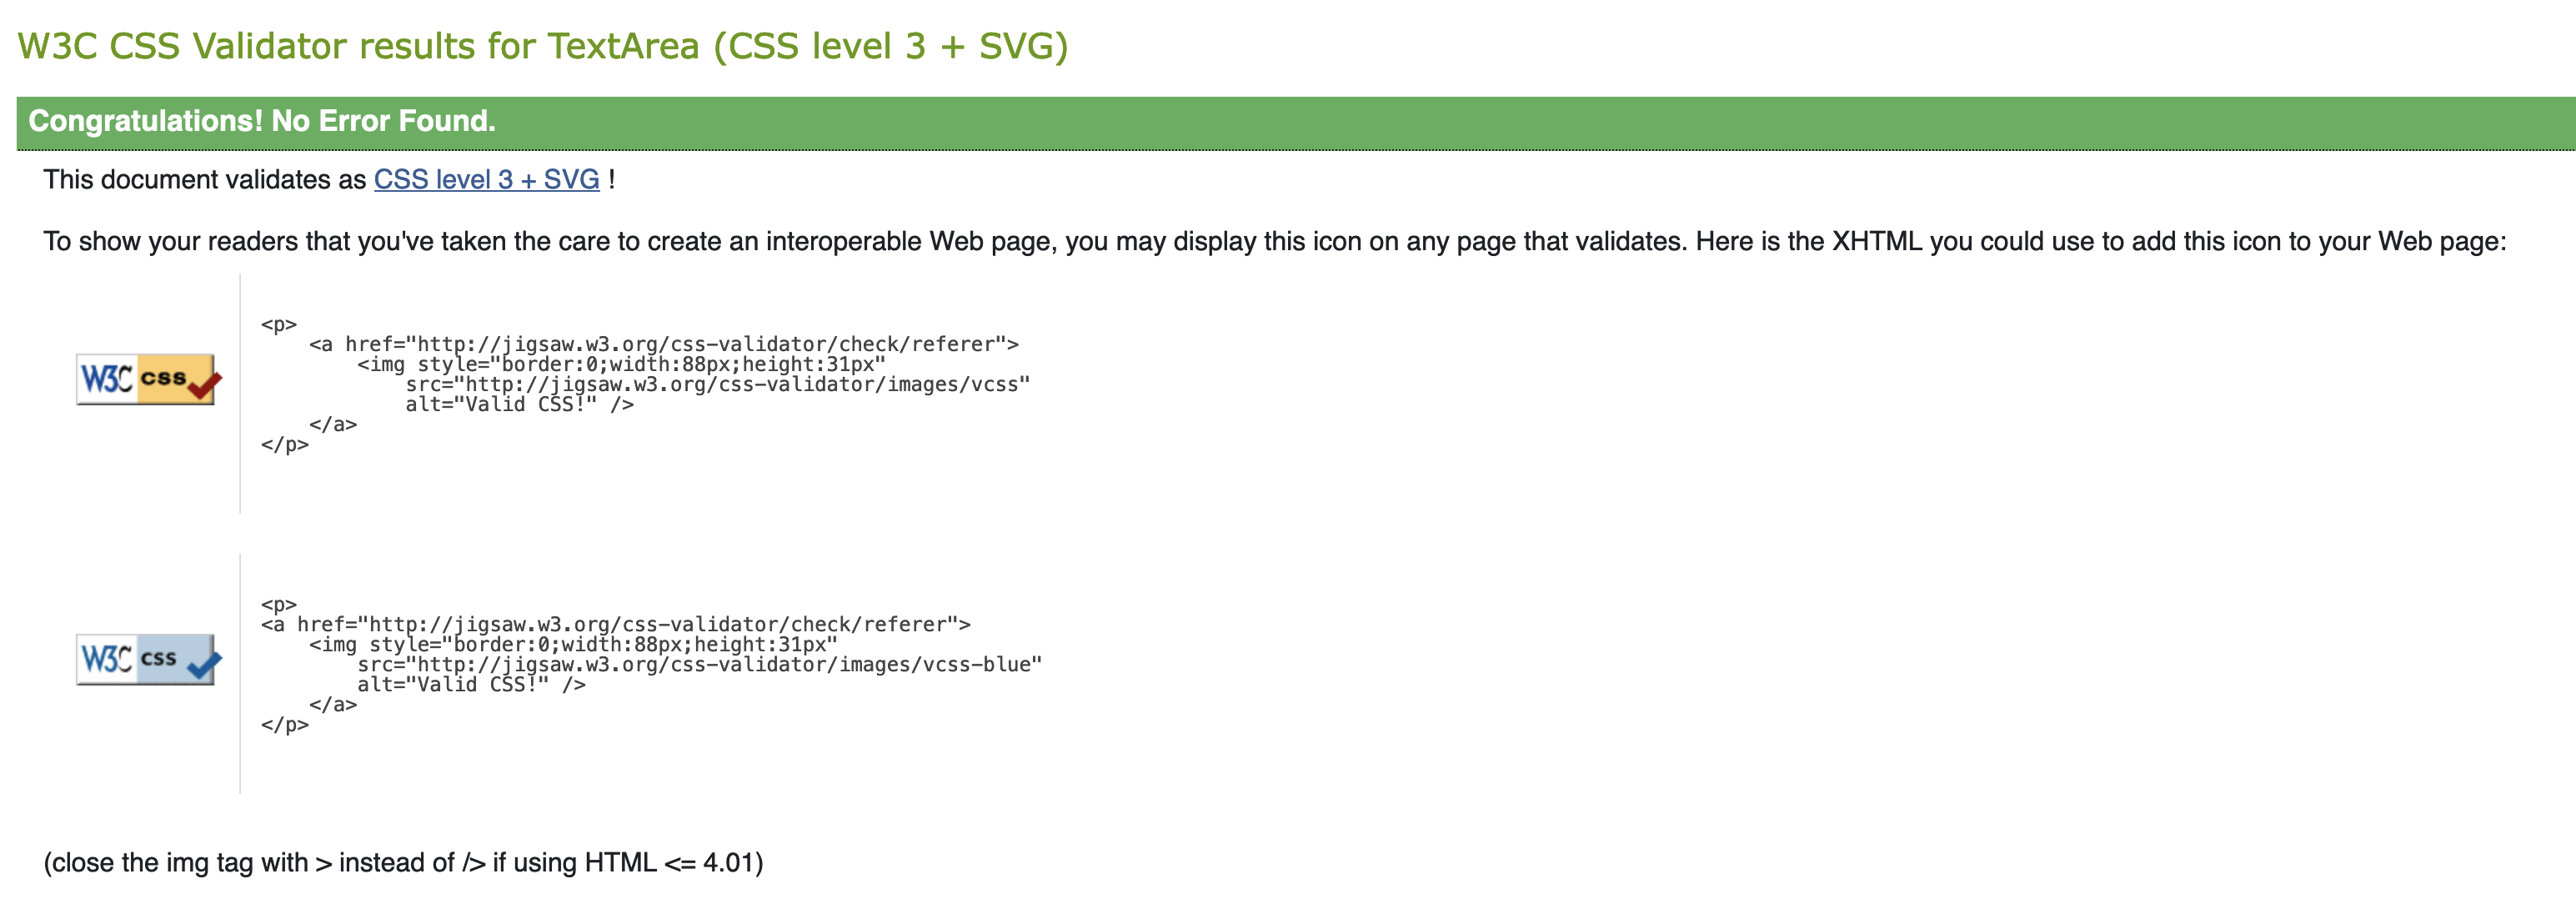 W3C CSS Validator results for TextArea (CSS level 3 + SVG)
Congratulations! No Error Found.
This document validates as CSS level 3 + SVG !
To show your readers that you've taken the care to create an interoperable Web page, you may display this icon on any page that validates. Here is the XHTML you could use to add this icon to your Web page:
W3C css
<p>
    <a href="http://jigsaw.w3.org/css-validator/check/referer">
        <img style="border:0;width:88px;height:31px"
            src="http://jigsaw.w3.org/css-validator/images/vcss"
            alt="Valid CSS!" />
    </a>
</p>
W3C css
<p>
<a href="http://jigsaw.w3.org/css-validator/check/referer">
    <img style="border:0;width:88px;height:31px"
        src="http://jigsaw.w3.org/css-validator/images/vcss-blue"
        alt="Valid CSS!" />
    </a>
</p>
(close the img tag with > instead of /> if using HTML <= 4.01)